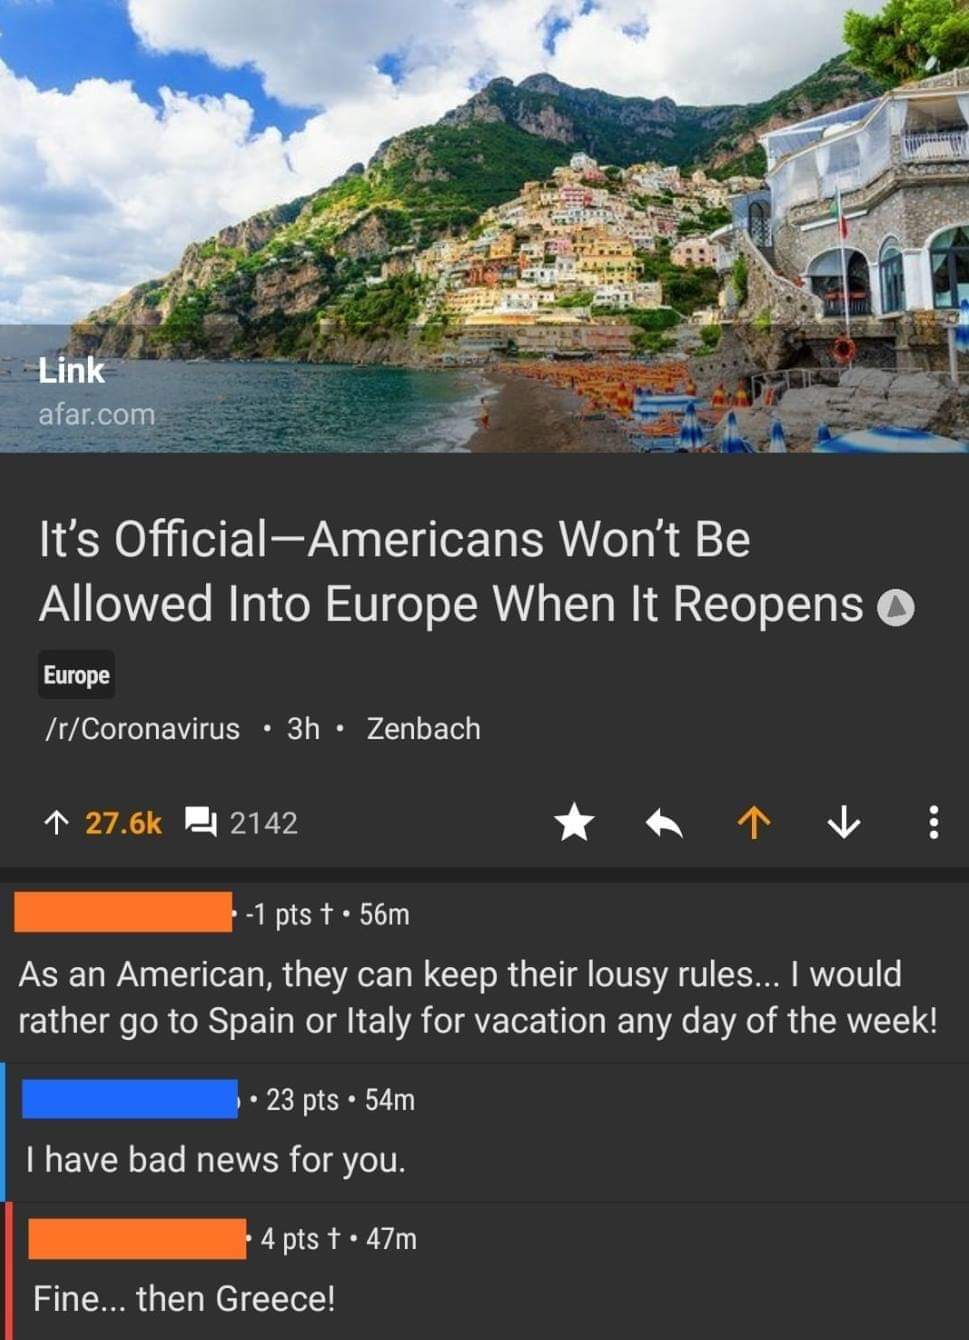 Link
afar.com
It's Official—Americans Won't Be
Allowed Into Europe When It Reopens
Europe
/r/Coronavirus • 3h • Zenbach
27.6k 2142
• -1 pts † • 56m
As an American, they can keep their lousy rules... I would
rather go to Spain or Italy for vacation any day of the week!
• 23 pts • 54m
I have bad news for you.
• 4 pts † • 47m
Fine... then Greece!